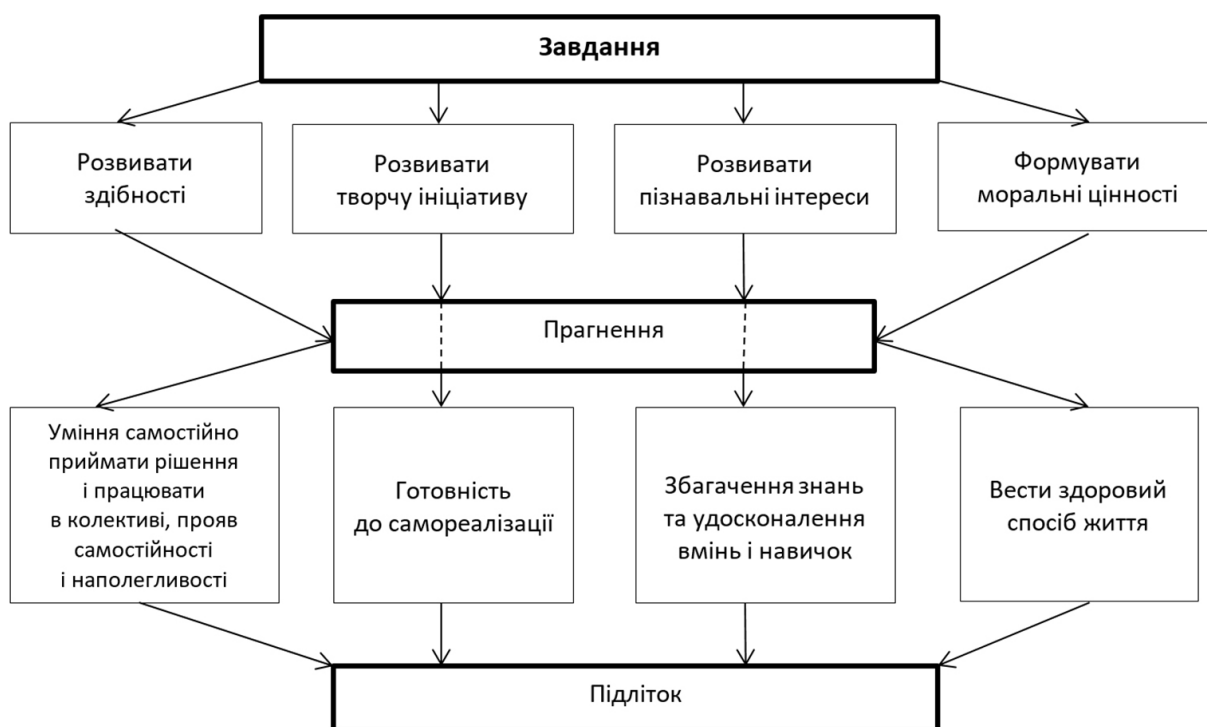 Завдання
Розвивати
здібності
Розвивати
творчу ініціативу
Розвивати
пізнавальні інтереси
Формувати
моральні цінності
Прагнення
Уміння самостійно
приймати рішення
і працювати
в колективі, прояв
самостійності
і наполегливості
Готовність
до самореалізації
Збагачення знань
та удосконалення
вмінь і навичок
Вести здоровий
спосіб життя
Підліток